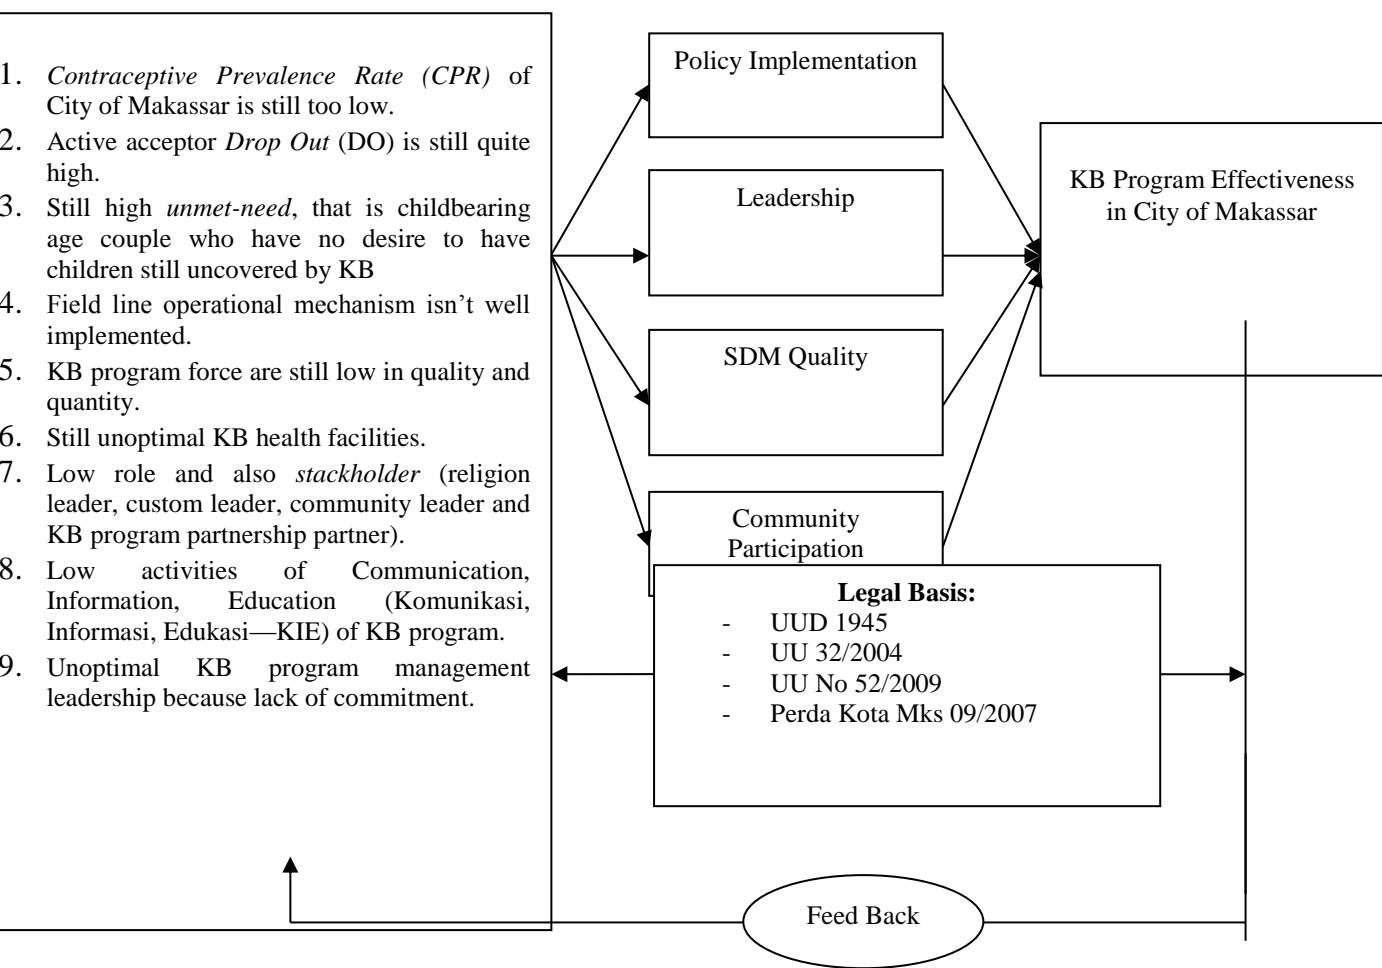 1. Contraceptive Prevalence Rate (CPR) of
City of Makassar is still too low.
2. Active acceptor Drop Out (DO) is still quite
high.
3. Still high unmet-need, that is childbearing
age couple who have no desire to have
children still uncovered by KB
4. Field line operational mechanism isn’t well
implemented.
5. KB program force are still low in quality and
quantity.
6. Still unoptimal KB health facilities.
7. Low role and also stackholder (religion
leader, custom leader, community leader and
KB program partnership partner).
8. Low activities of Communication,
Information, Education (Komunikasi,
Informasi, Edukasi—KIE) of KB program.
9. Unoptimal KB program management
leadership because lack of commitment.
Policy Implementation
Leadership
SDM Quality
Community
Participation
KB Program Effectiveness
in City of Makassar
Legal Basis:
- UUD 1945
- UU 32/2004
- UU No 52/2009
- Perda Kota Mks 09/2007
Feed Back